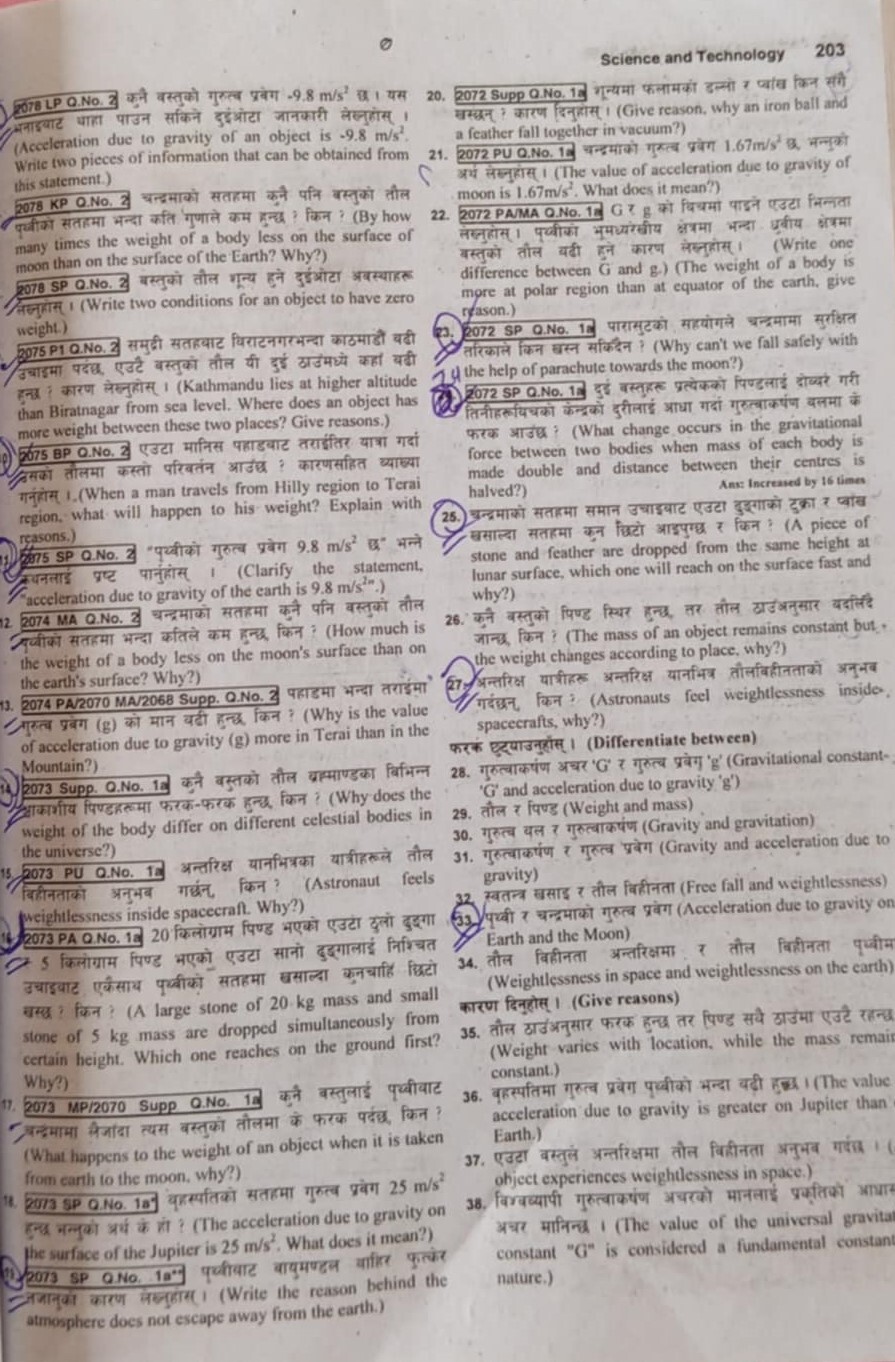 Science and Technology 203
2078 LP Q.No. 2 कुनै वस्तुको गुरुत्व प्रवेग -9.8 m/s² छ । यस
भनाइबाट थाहा पाउन सकिने दुईओटा जानकारी लेख्नुहोस् ।
(Acceleration due to gravity of an object is -9.8 m/s².
Write two pieces of information that can be obtained from
this statement.)
2078 KP Q.No. 2 चन्द्रमाको सतहमा कुनै पनि वस्तुको तौल
पृथ्वीको सतहमा भन्दा कति गुणाले कम हुन्छ ? किन ? (By how
many times the weight of a body less on the surface of
moon than on the surface of the Earth? Why?)
2078 SP Q.No. 2 वस्तुको तौल शून्य हुने दुईओटा अवस्थाहरू
लेख्नुहोस् । (Write two conditions for an object to have zero
weight.)
2075 P1 Q.No. 2 समुद्री सतहबाट विराटनगरभन्दा काठमाडौं बढी
उचाइमा पर्दछ, एउटै वस्तुको तौल यी दुई ठाउँमध्ये कहाँ बढी
हुन्छ ? कारण लेख्नुहोस् । (Kathmandu lies at higher altitude
than Biratnagar from sea level. Where does an object has
more weight between these two places? Give reasons.)
2075 BP Q.No. 2 एउटा मानिस पहाडबाट तराईतिर यात्रा गर्दा
उसको तौलमा कस्तो परिवर्तन आउँछ ? कारणसहित व्याख्या
गर्नुहोस् । (When a man travels from Hilly region to Terai
region, what will happen to his weight? Explain with
reasons.)
11. 2075 SP Q.No. 2 "पृथ्वीको गुरुत्व प्रवेग 9.8 m/s² छ" भन्ने
कथनलाई प्रष्ट पार्नुहोस् । (Clarify the statement,
"acceleration due to gravity of the earth is 9.8 m/s²".)
12. 2074 MA Q.No. 2 चन्द्रमाको सतहमा कुनै पनि वस्तुको तौल
पृथ्वीको सतहमा भन्दा कतिले कम हुन्छ, किन ? (How much is
the weight of a body less on the moon's surface than on
the earth's surface? Why?)
13. 2074 PA/2070 MA/2068 Supp. Q.No. 2 पहाडमा भन्दा तराईमा
गुरुत्व प्रवेग (g) को मान बढी हुन्छ, किन ? (Why is the value
of acceleration due to gravity (g) more in Terai than in the
Mountain?)
14. 2073 Supp. Q.No. 1a कुनै वस्तुको तौल ब्रह्माण्डका विभिन्न
आकाशीय पिण्डहरूमा फरक-फरक हुन्छ, किन ? (Why does the
weight of the body differ on different celestial bodies in
the universe?)
15. 2073 PU Q.No. 1a अन्तरिक्ष यानभित्रका यात्रीहरूले तौल
विहीनताको अनुभव गर्छन्, किन ? (Astronaut feels
weightlessness inside spacecraft. Why?)
16. 2073 PA Q.No. 1a 20 किलोग्राम पिण्ड भएको एउटा ठुलो ढुङ्गा
र 5 किलोग्राम पिण्ड भएको एउटा सानो ढुङ्गालाई निश्चित
उचाइबाट एकैसाथ पृथ्वीको सतहमा खसाल्दा कुनचाहिँ छिटो
खस्छ ? किन ? (A large stone of 20 kg mass and small
stone of 5 kg mass are dropped simultaneously from
certain height. Which one reaches on the ground first?
Why?)
17. 2073 MP/2070 Supp Q.No. 1a कुनै वस्तुलाई पृथ्वीबाट
चन्द्रमामा लैजाँदा त्यस वस्तुको तौलमा के फरक पर्दछ, किन ?
(What happens to the weight of an object when it is taken
from earth to the moon, why?)
18. 2073 SP Q.No. 1a* वृहस्पतिको सतहमा गुरुत्व प्रवेग 25 m/s²
हुन्छ भन्नुको अर्थ के हो ? (The acceleration due to gravity on
the surface of the Jupiter is 25 m/s². What does it mean?)
19. 2073 SP Q.No. 1a** पृथ्वीबाट वायुमण्डल बाहिर फुत्केर
नजानुको कारण लेख्नुहोस् । (Write the reason behind the
atmosphere does not escape away from the earth.)
20. 2072 Supp Q.No. 1a शून्यमा फलामको डल्लो र प्वाँख किन सँगै
खस्छन् ? कारण दिनुहोस् । (Give reason, why an iron ball and
a feather fall together in vacuum?)
21. 2072 PU Q.No. 1a चन्द्रमाको गुरुत्व प्रवेग 1.67m/s² छ, भन्नुको
अर्थ लेख्नुहोस् । (The value of acceleration due to gravity of
moon is 1.67m/s². What does it mean?)
22. 2072 PA/MA Q.No. 1a G र g को बिचमा पाइने एउटा भिन्नता
लेख्नुहोस् । पृथ्वीको भूमध्यरेखीय क्षेत्रमा भन्दा ध्रुवीय क्षेत्रमा
वस्तुको तौल बढी हुने कारण लेख्नुहोस् । (Write one
difference between G and g.) (The weight of a body is
more at polar region than at equator of the earth, give
reason.)
23. 2072 SP Q.No. 1a पारासुटको सहयोगले चन्द्रमामा सुरक्षित
तरिकाले किन खस्न सकिँदैन ? (Why can't we fall safely with
24 the help of parachute towards the moon?)
2072 SP Q.No. 1a दुई वस्तुहरू प्रत्येकको पिण्डलाई दोब्बर गरी
तिनीहरूबिचको केन्द्रको दुरीलाई आधा गर्दा गुरुत्वाकर्षण बलमा के
फरक आउँछ ? (What change occurs in the gravitational
force between two bodies when mass of each body is
made double and distance between their centres is
halved?) Ans: Increased by 16 times
25. चन्द्रमाको सतहमा समान उचाइबाट एउटा ढुङ्गाको टुक्रा र प्वाँख
खसाल्दा सतहमा कुन छिटो आइपुग्छ र किन ? (A piece of
stone and feather are dropped from the same height at
lunar surface, which one will reach on the surface fast and
why?)
26. कुनै वस्तुको पिण्ड स्थिर हुन्छ, तर तौल ठाउँअनुसार बदलिँदै
जान्छ, किन ? (The mass of an object remains constant but
the weight changes according to place, why?)
27. अन्तरिक्ष यात्रीहरू अन्तरिक्ष यानभित्र तौलविहीनताको अनुभव
गर्दछन्, किन ? (Astronauts feel weightlessness inside
spacecrafts, why?)
फरक छुट्याउनुहोस् । (Differentiate between)
28. गुरुत्वाकर्षण अचर 'G' र गुरुत्व प्रवेग 'g' (Gravitational constant-
'G' and acceleration due to gravity 'g')
29. तौल र पिण्ड (Weight and mass)
30. गुरुत्व बल र गुरुत्वाकर्षण (Gravity and gravitation)
31. गुरुत्वाकर्षण र गुरुत्व प्रवेग (Gravity and acceleration due to
gravity)
32. स्वतन्त्र खसाइ र तौल विहीनता (Free fall and weightlessness)
33. पृथ्वी र चन्द्रमाको गुरुत्व प्रवेग (Acceleration due to gravity on
Earth and the Moon)
34. तौल विहीनता अन्तरिक्षमा र तौल विहीनता पृथ्वीम
(Weightlessness in space and weightlessness on the earth)
कारण दिनुहोस् । (Give reasons)
35. तौल ठाउँअनुसार फरक हुन्छ तर पिण्ड सबै ठाउँमा एउटै रहन्छ
(Weight varies with location, while the mass remain
constant.)
36. वृहस्पतिमा गुरुत्व प्रवेग पृथ्वीको भन्दा बढी हुन्छ । (The value
acceleration due to gravity is greater on Jupiter than
Earth.)
37. एउटा वस्तुले अन्तरिक्षमा तौल विहीनता अनुभव गर्दछ । (
object experiences weightlessness in space.)
38. विश्वव्यापी गुरुत्वाकर्षण अचरको मानलाई प्रकृतिको आधार
अचर मानिन्छ । (The value of the universal gravitat
constant "G" is considered a fundamental constant
nature.)